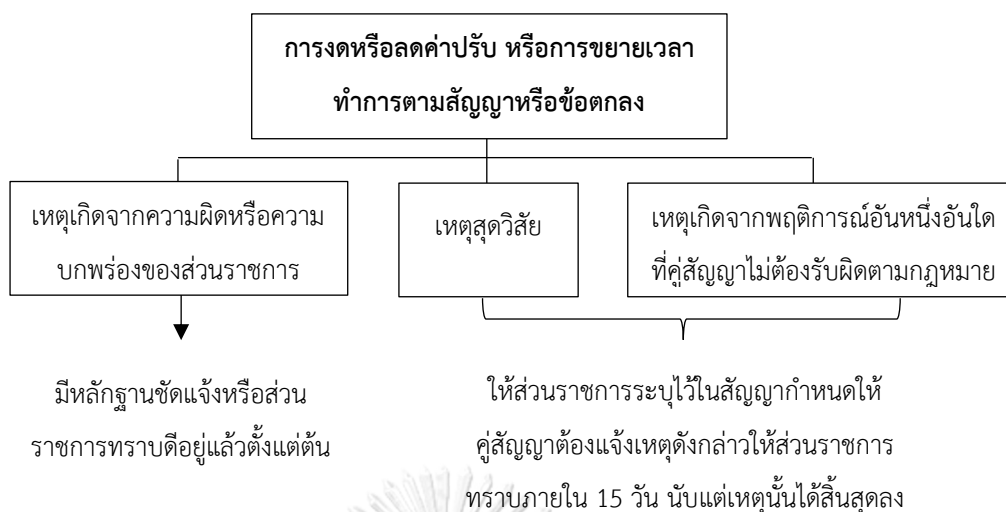 การงดหรือลดค่าปรับ หรือการขยายเวลา
ทำการตามสัญญาหรือข้อตกลง
เหตุเกิดจากความผิดหรือความ
บกพร่องของส่วนราชการ
เหตุสุดวิสัย
เหตุเกิดจากพฤติการณ์อันหนึ่งอันใด
ที่คู่สัญญาไม่ต้องรับผิดตามกฎหมาย
มีหลักฐานชัดแจ้งหรือส่วน
ราชการทราบดีอยู่แล้วตั้งแต่ต้น
ให้ส่วนราชการระบุไว้ในสัญญากำหนดให้
คู่สัญญาต้องแจ้งเหตุดังกล่าวให้ส่วนราชการ
ทราบภายใน 15 วัน นับแต่เหตุนั้นได้สิ้นสุดลง